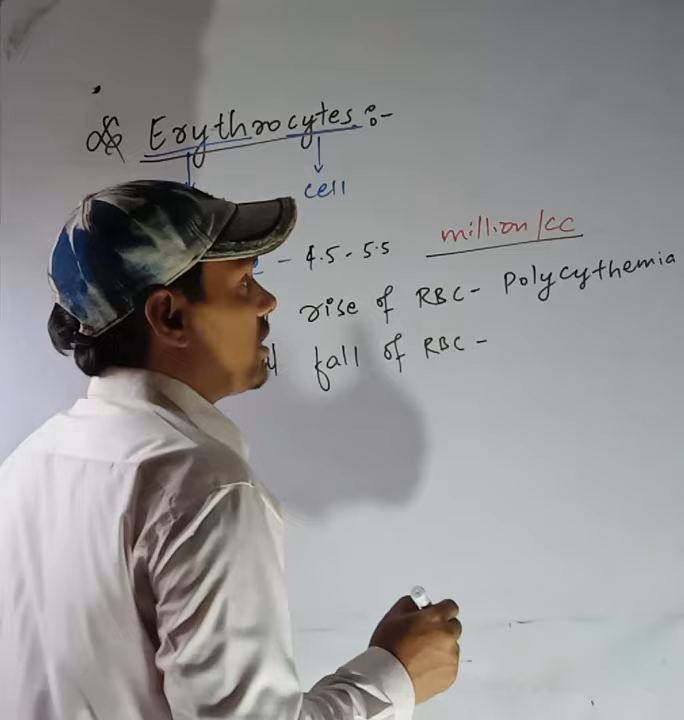 Erythrocytes :-
cell
- 4.5 - 5.5 million/cc
rise of RBC - Polycythemia
fall of RBC -